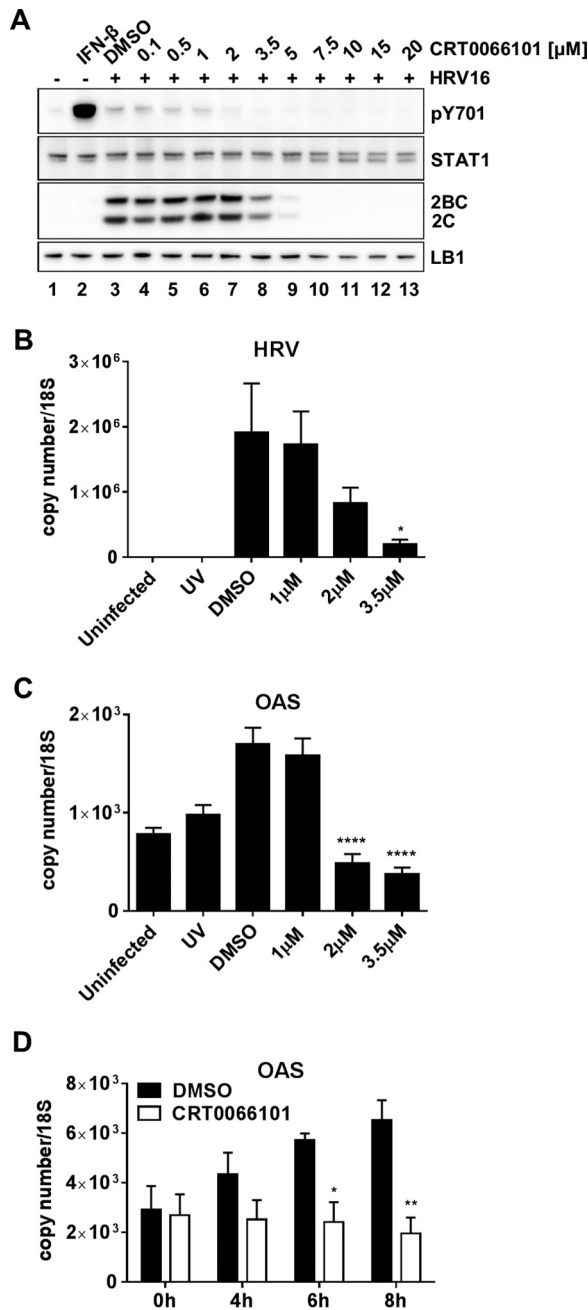 A
IFN-β DMSO 0.1 0.5 1 2 3.5 5 7.5 10 15 20 CRT0066101 [µM]
- - + + + + + + + + + + + HRV16
pY701
STAT1
2BC
2C
LB1
1 2 3 4 5 6 7 8 9 10 11 12 13
B
HRV
copy number/18S
3×10⁶
2×10⁶
1×10⁶
0
*
Uninfected UV DMSO 1µM 2µM 3.5µM
C
OAS
copy number/18S
2×10³
1×10³
0
**** ****
Uninfected UV DMSO 1µM 2µM 3.5µM
D
OAS
copy number/18S
8×10³
6×10³
4×10³
2×10³
0
DMSO
CRT0066101
* **
0h 4h 6h 8h